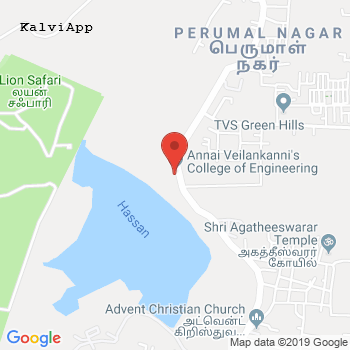 KalviApp
PERUMAL NAGAR
பெருமாள்
நகர்
Lion Safari
லயன்
சஃபாரி
TVS Green Hills
Annai Veilankanni's
College of Engineering
Hassan
Shri Agatheeswarar
Temple
அகத்தீஸ்வரர்
கோயில்
Advent Christian Church
அட்வென்ட்
கிறிஸ்துவ...
Google
Map data ©2019 Google